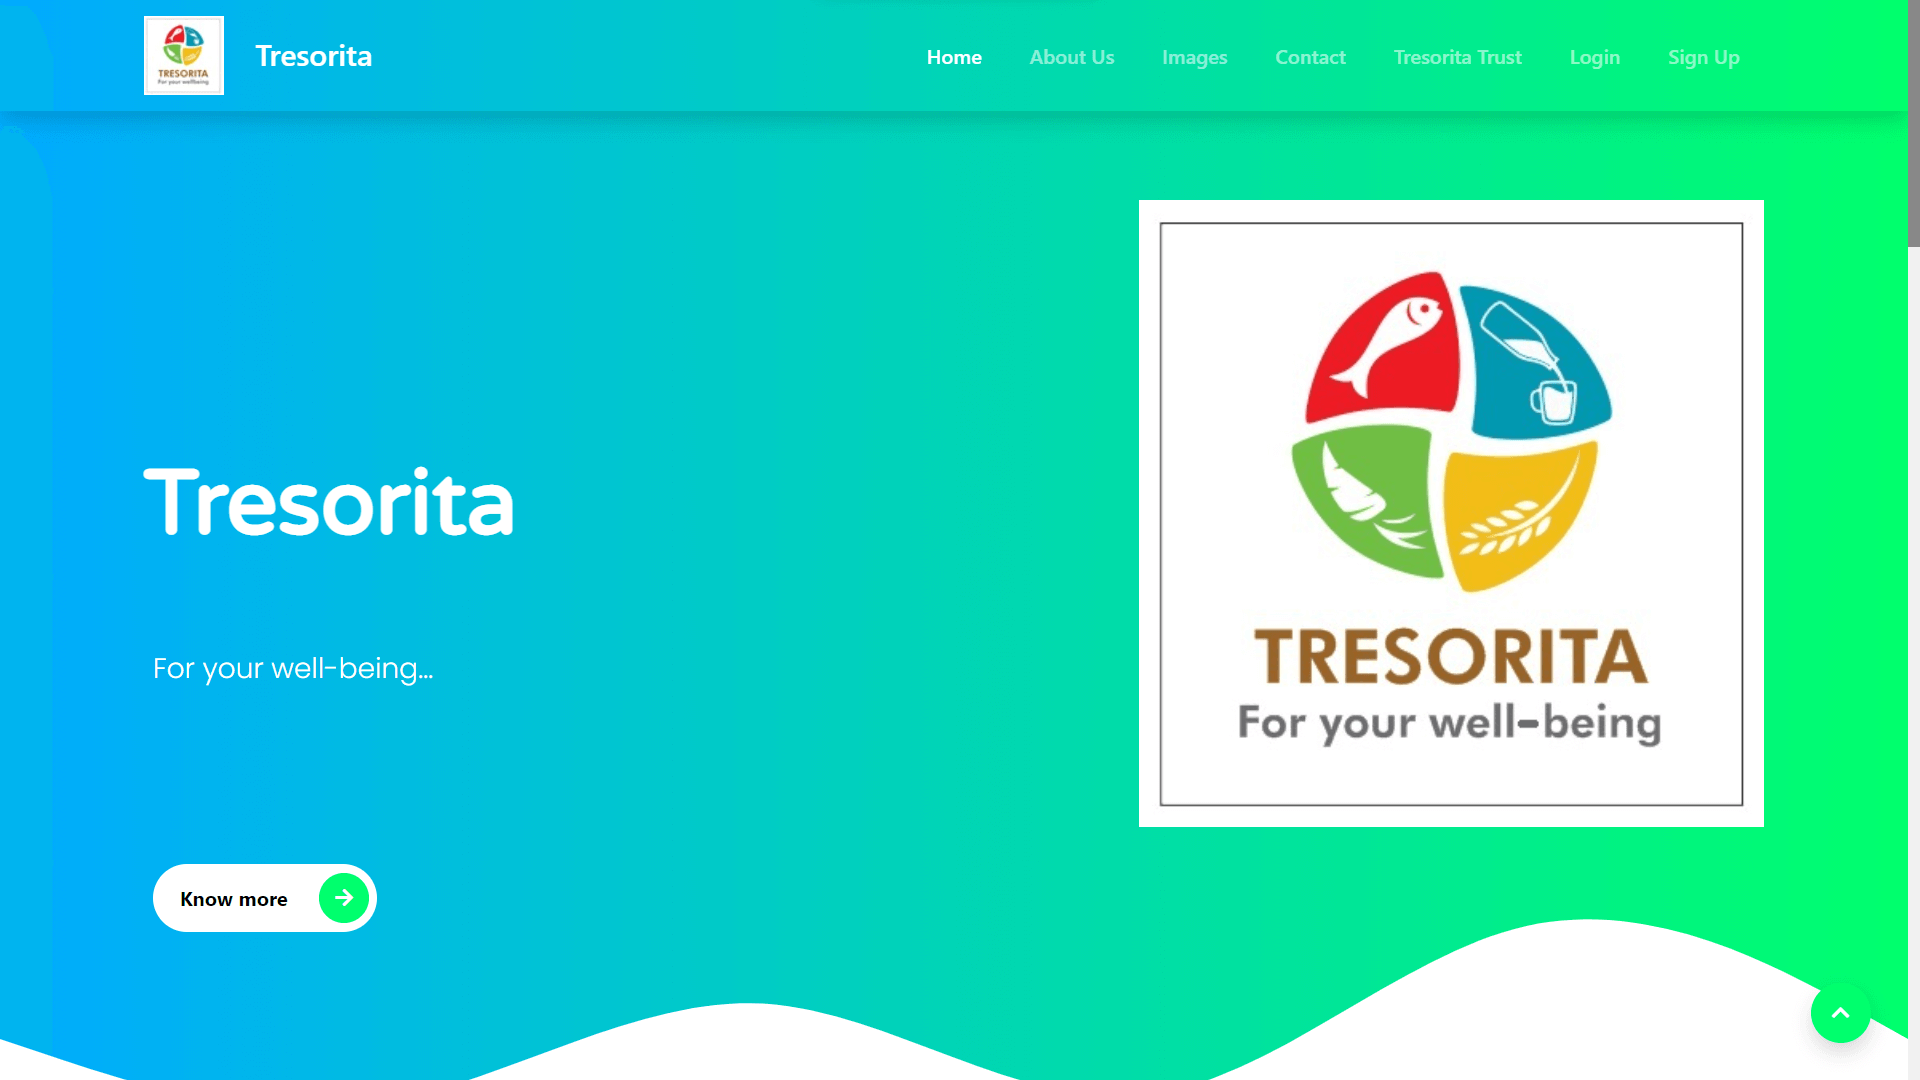 TRESORITA
For your wellbeing
Tresorita
Home
About Us
Images
Contact
Tresorita Trust
Login
Sign Up
Tresorita
For your well-being...
Know more
TRESORITA
For your well-being